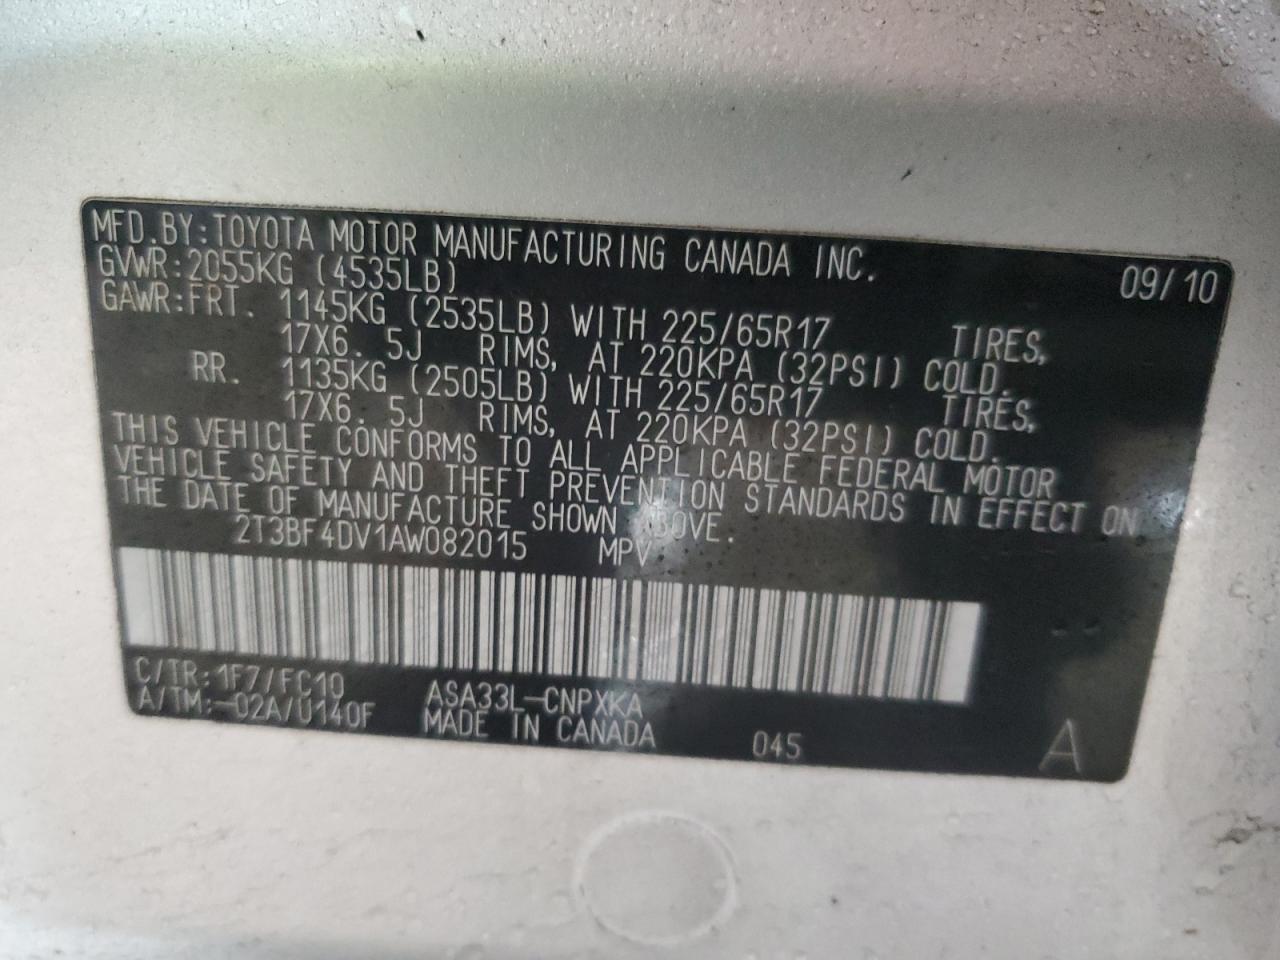 MFD.BY:TOYOTA MOTOR MANUFACTURING CANADA INC. 09/10
GVWR:2055KG (4535LB)
GAWR:FRT. 1145KG (2535LB) WITH 225/65R17 TIRES,
17X6. 5J RIMS, AT 220KPA (32PSI) COLD.
RR. 1135KG (2505LB) WITH 225/65R17 TIRES,
17X6. 5J RIMS, AT 220KPA (32PSI) COLD.
THIS VEHICLE CONFORMS TO ALL APPLICABLE FEDERAL MOTOR
VEHICLE SAFETY AND THEFT PREVENTION STANDARDS IN EFFECT ON
THE DATE OF MANUFACTURE SHOWN ABOVE.
2T3BF4DV1AW082015 MPV
C/TR:1F7/FC10 ASA33L-CNPXKA
A/TM:-02A/U140F MADE IN CANADA 045 A